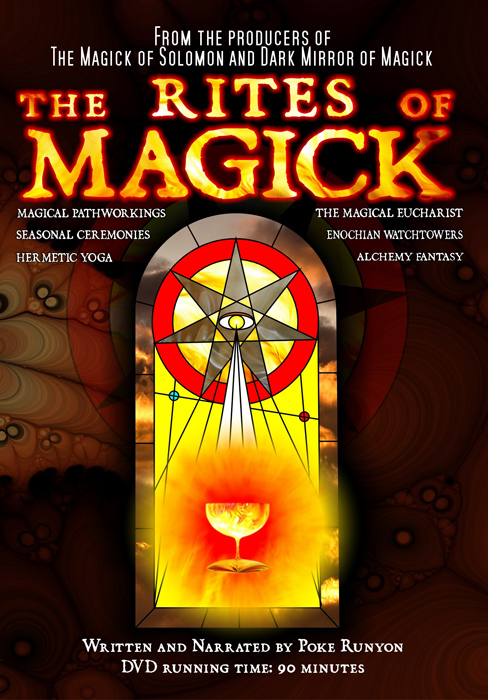 From the producers of
The Magick of Solomon and Dark Mirror of Magick
THE RITES OF
MAGICK
MAGICAL PATHWORKINGS
SEASONAL CEREMONIES
HERMETIC YOGA
THE MAGICAL EUCHARIST
ENOCHIAN WATCHTOWERS
ALCHEMY FANTASY
Written and Narrated by Poke Runyon
DVD running time: 90 minutes